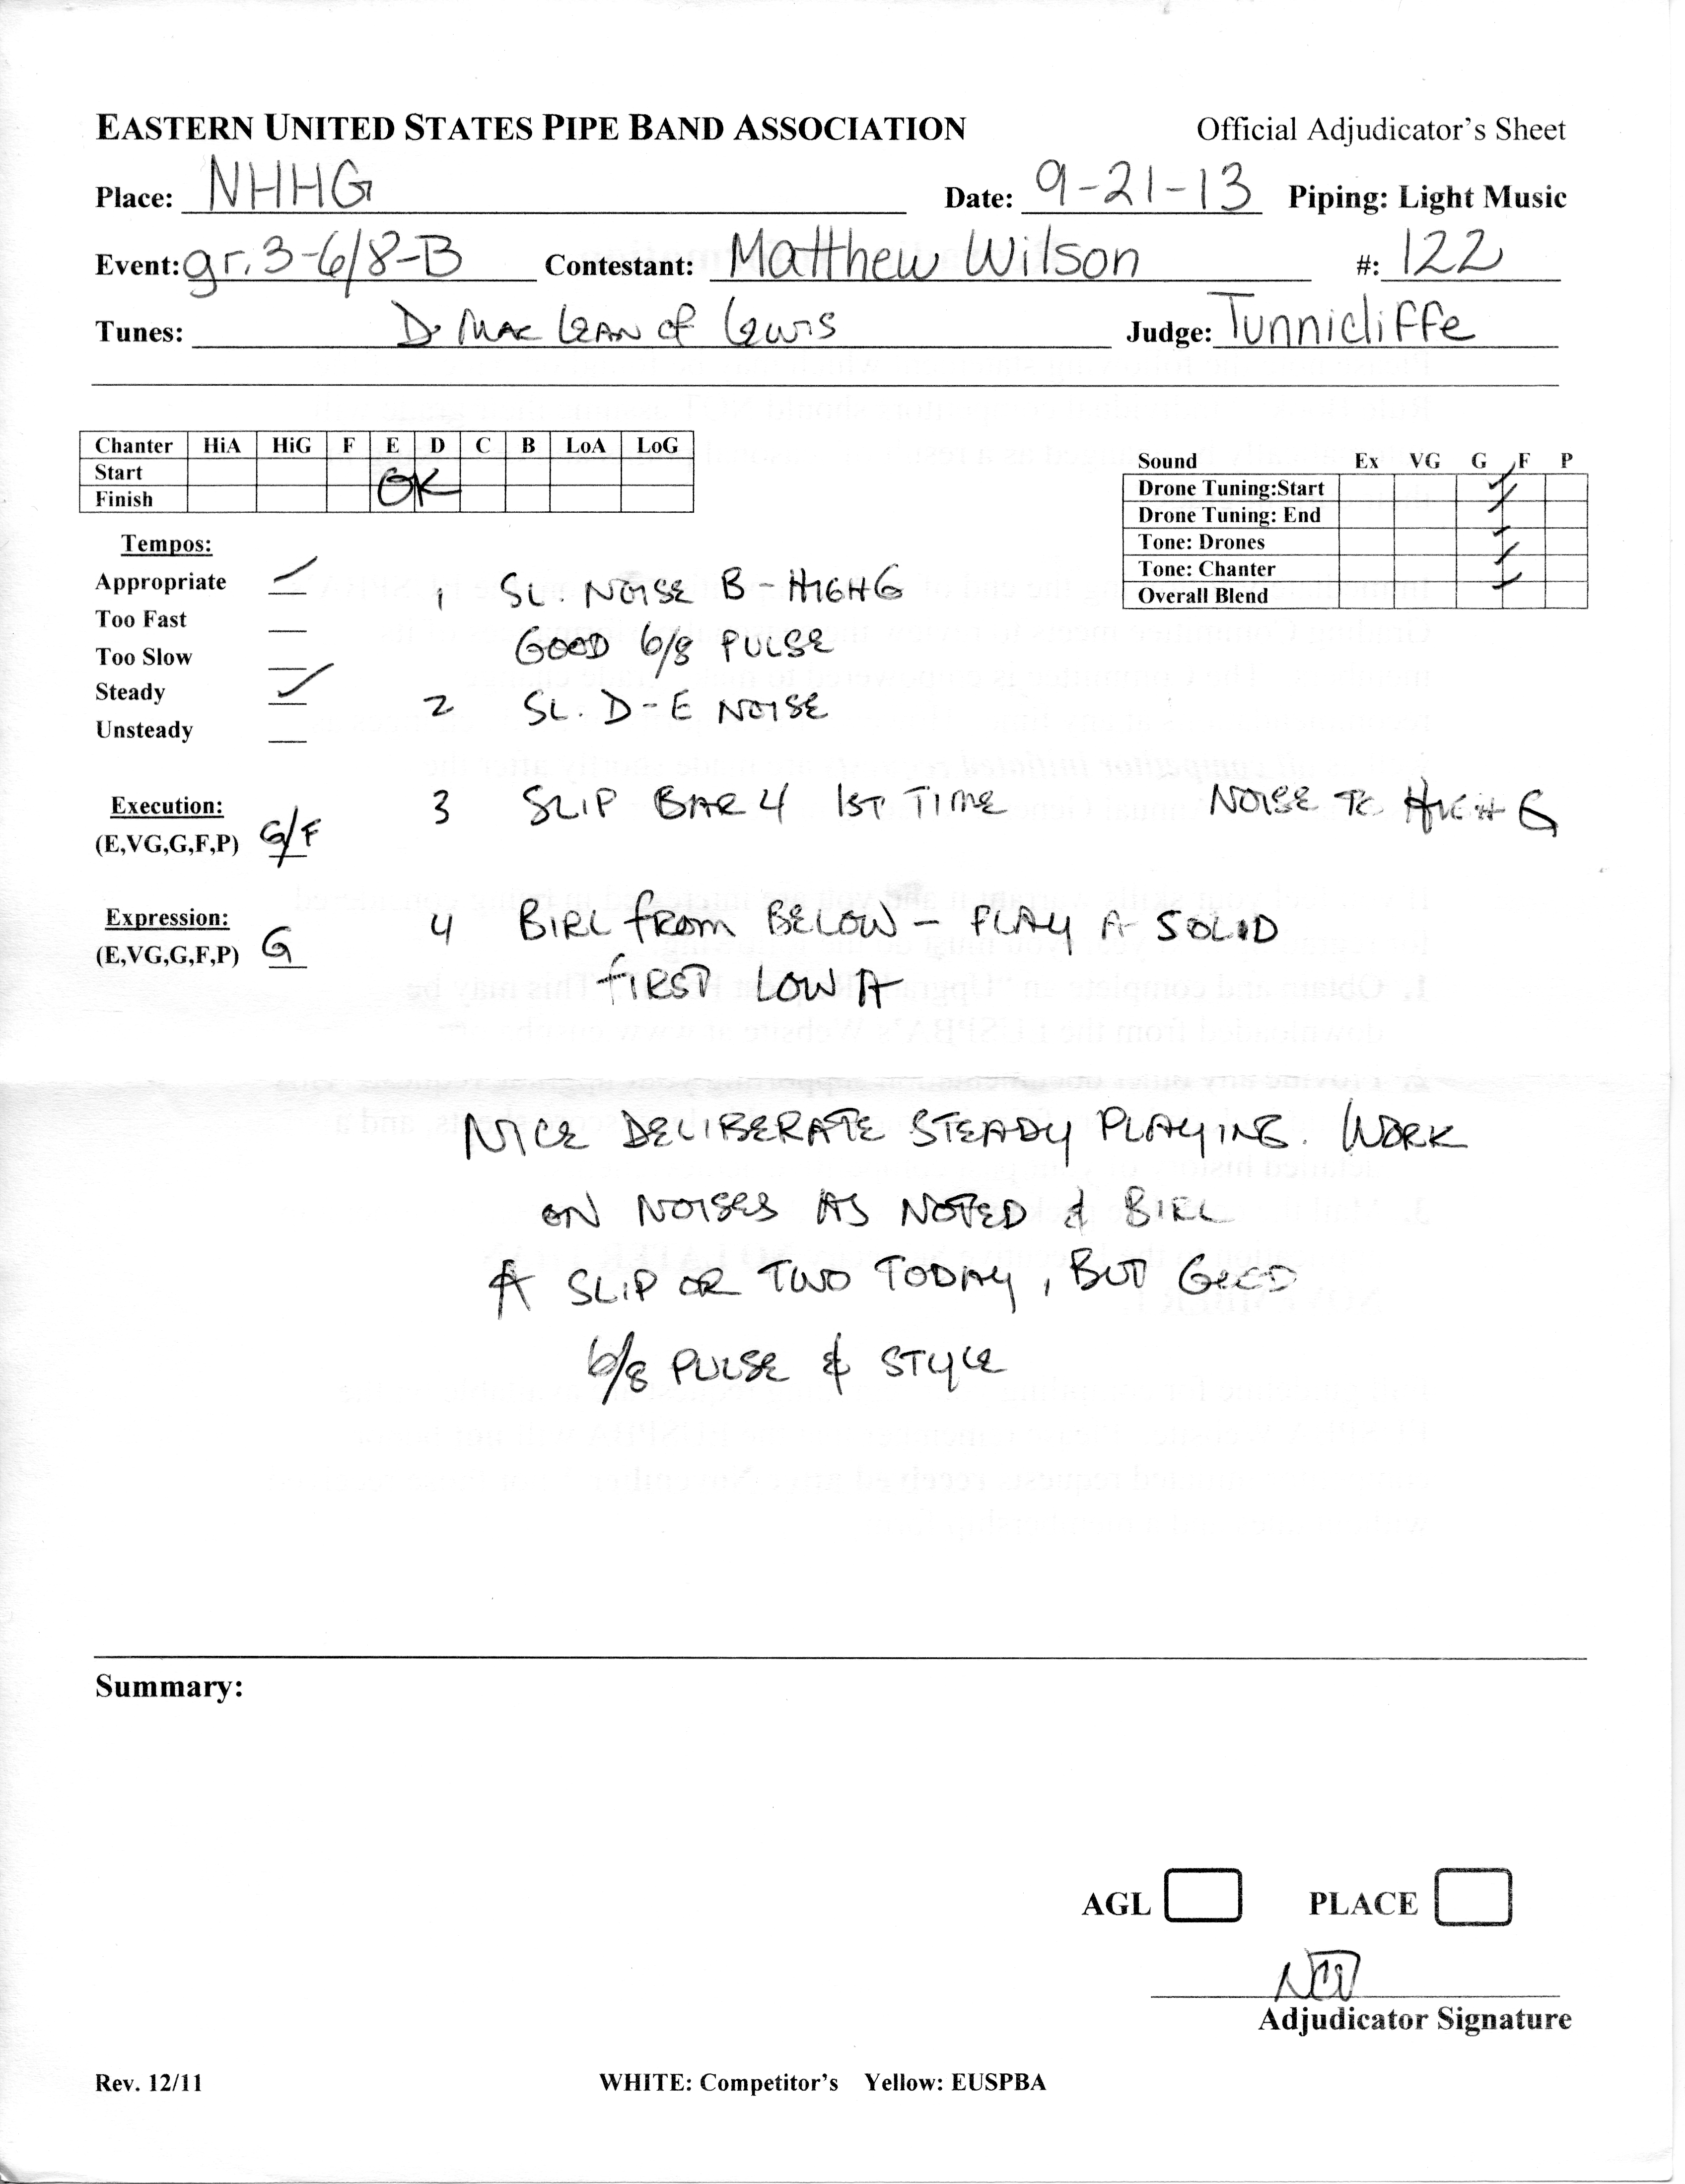 EASTERN UNITED STATES PIPE BAND ASSOCIATION Official Adjudicator's Sheet
Place: NHHG Date: 9-21-13 Piping: Light Music
Event: gr. 3-6/8-B Contestant: Matthew Wilson #: 122
Tunes: D. MacLean of Lewis Judge: Tunnicliffe
Chanter HiA HiG F E D C B LoA LoG
Start
OK
Finish
Sound Ex VG G F P
Drone Tuning:Start
Drone Tuning: End
Tone: Drones
Tone: Chanter
Overall Blend
Tempos:
Appropriate
Too Fast
Too Slow
Steady
Unsteady
1 SL. NOISE B - HIGH G
GOOD 6/8 PULSE
2 SL. D-E NOISE
Execution:
(E,VG,G,F,P) G/F
3 SLIP BAR 4 1ST TIME NOISE TO HIGH G
Expression:
(E,VG,G,F,P) G
4 BIRL FROM BELOW - PLAY A SOLID
FIRST LOW A
NICE DELIBERATE STEADY PLAYING. WORK
ON NOISES AS NOTED & BIRL
A SLIP OR TWO TODAY, BUT GOOD
6/8 PULSE & STYLE
Summary:
AGL PLACE
Adjudicator Signature
Rev. 12/11 WHITE: Competitor's Yellow: EUSPBA